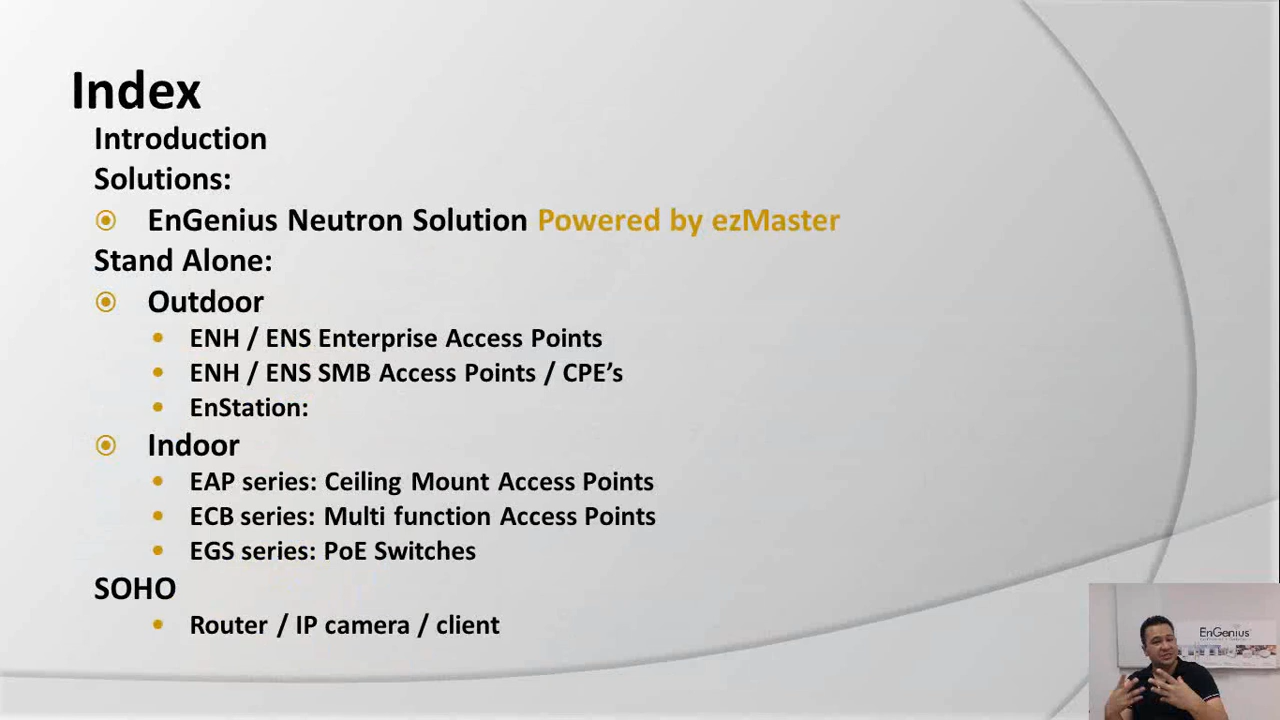 Index
Introduction
Solutions:
EnGenius Neutron Solution Powered by ezMaster
Stand Alone:
Outdoor
ENH / ENS Enterprise Access Points
ENH / ENS SMB Access Points / CPE’s
EnStation:
Indoor
EAP series: Ceiling Mount Access Points
ECB series: Multi function Access Points
EGS series: PoE Switches
SOHO
Router / IP camera / client
EnGenius